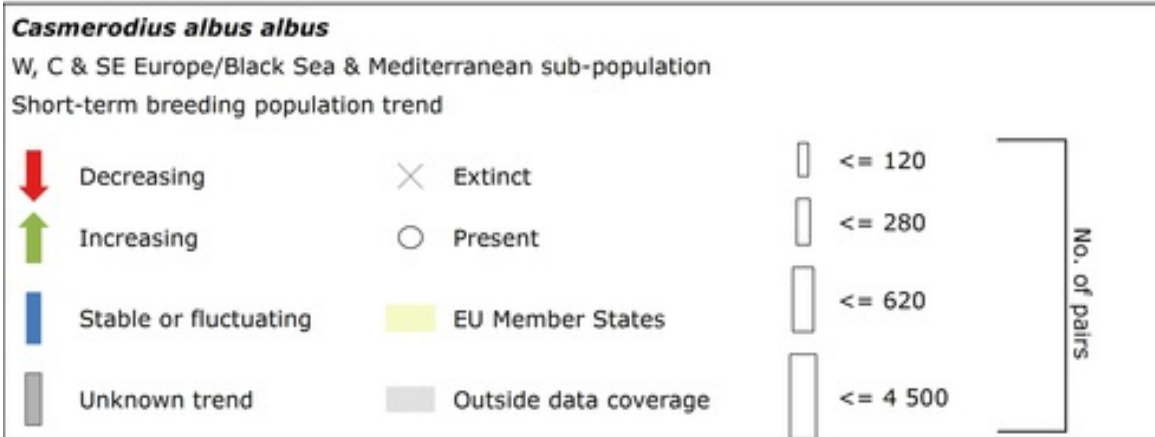 Casmerodius albus albus
W, C & SE Europe/Black Sea & Mediterranean sub-population
Short-term breeding population trend
Decreasing
Extinct
<= 120
Increasing
Present
<= 280
Stable or fluctuating
EU Member States
<= 620
Unknown trend
Outside data coverage
<= 4 500
No. of pairs